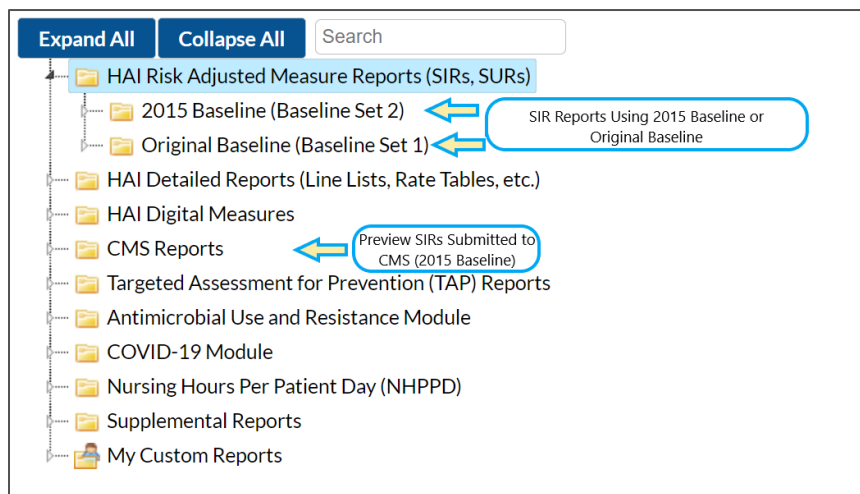 Expand All Collapse All Search
HAI Risk Adjusted Measure Reports (SIRs, SURs)
2015 Baseline (Baseline Set 2)
SIR Reports Using 2015 Baseline or
Original Baseline
Original Baseline (Baseline Set 1)
HAI Detailed Reports (Line Lists, Rate Tables, etc.)
HAI Digital Measures
CMS Reports
Preview SIRs Submitted to
CMS (2015 Baseline)
Targeted Assessment for Prevention (TAP) Reports
Antimicrobial Use and Resistance Module
COVID-19 Module
Nursing Hours Per Patient Day (NHPPD)
Supplemental Reports
My Custom Reports